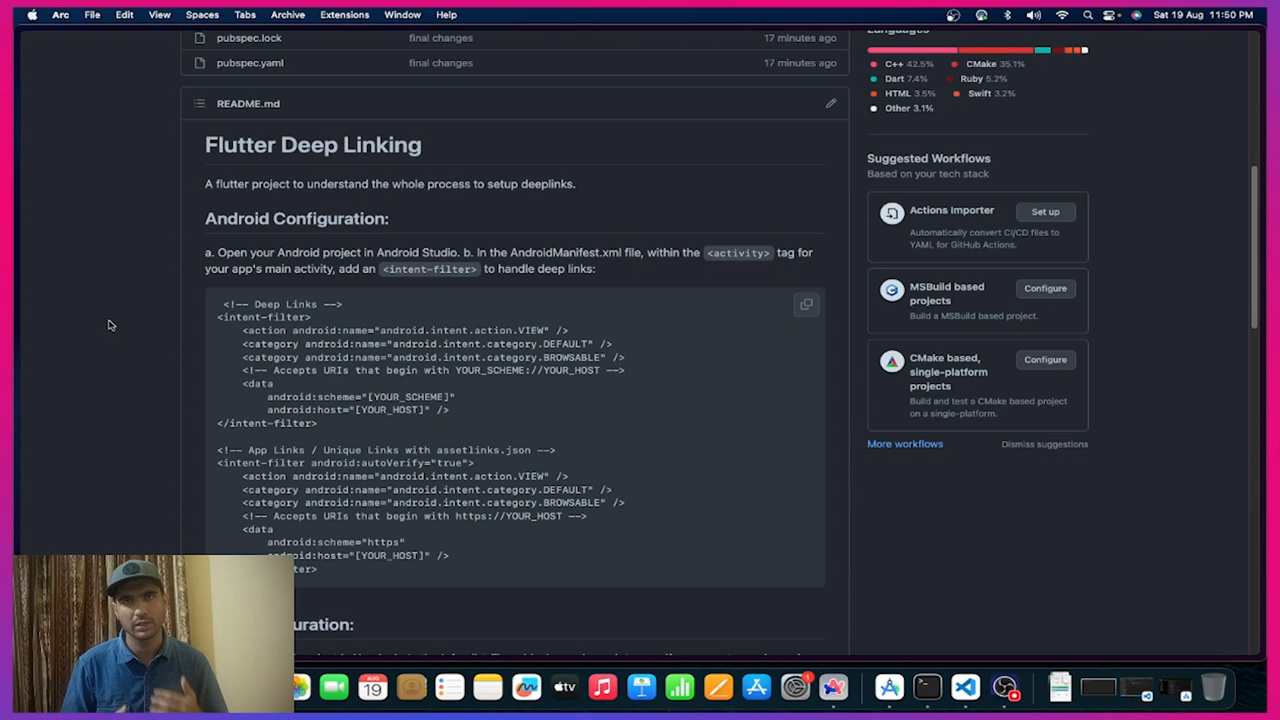 Arc File Edit View Spaces Tabs Archive Extensions Window Help Sat 19 Aug 11:50 PM
pubspec.lock final changes 17 minutes ago
pubspec.yaml final changes 17 minutes ago
README.md
Flutter Deep Linking
A flutter project to understand the whole process to setup deeplinks.
Android Configuration:
a. Open your Android project in Android Studio. b. In the AndroidManifest.xml file, within the <activity> tag for
your app's main activity, add an <intent-filter> to handle deep links:
<!-- Deep Links -->
<intent-filter>
<action android:name="android.intent.action.VIEW" />
<category android:name="android.intent.category.DEFAULT" />
<category android:name="android.intent.category.BROWSABLE" />
<!-- Accepts URIs that begin with YOUR_SCHEME://YOUR_HOST -->
<data
android:scheme="[YOUR_SCHEME]"
android:host="[YOUR_HOST]" />
</intent-filter>
<!-- App Links / Unique Links with assetlinks.json -->
<intent-filter android:autoVerify="true">
<action android:name="android.intent.action.VIEW" />
<category android:name="android.intent.category.DEFAULT" />
<category android:name="android.intent.category.BROWSABLE" />
<!-- Accepts URIs that begin with https://YOUR_HOST -->
<data
android:scheme="https"
android:host="[YOUR_HOST]" />
ter>
uration:
Languages
C++ 42.5% CMake 35.1%
Dart 7.4% Ruby 5.2%
HTML 3.5% Swift 3.2%
Other 3.1%
Suggested Workflows
Based on your tech stack
Actions Importer Set up
Automatically convert CI/CD files to
YAML for GitHub Actions.
MSBuild based
projects
Configure
Build a MSBuild based project.
CMake based,
single-platform
projects
Configure
Build and test a CMake based project
on a single-platform.
More workflows Dismiss suggestions
AUG
19
tv
1